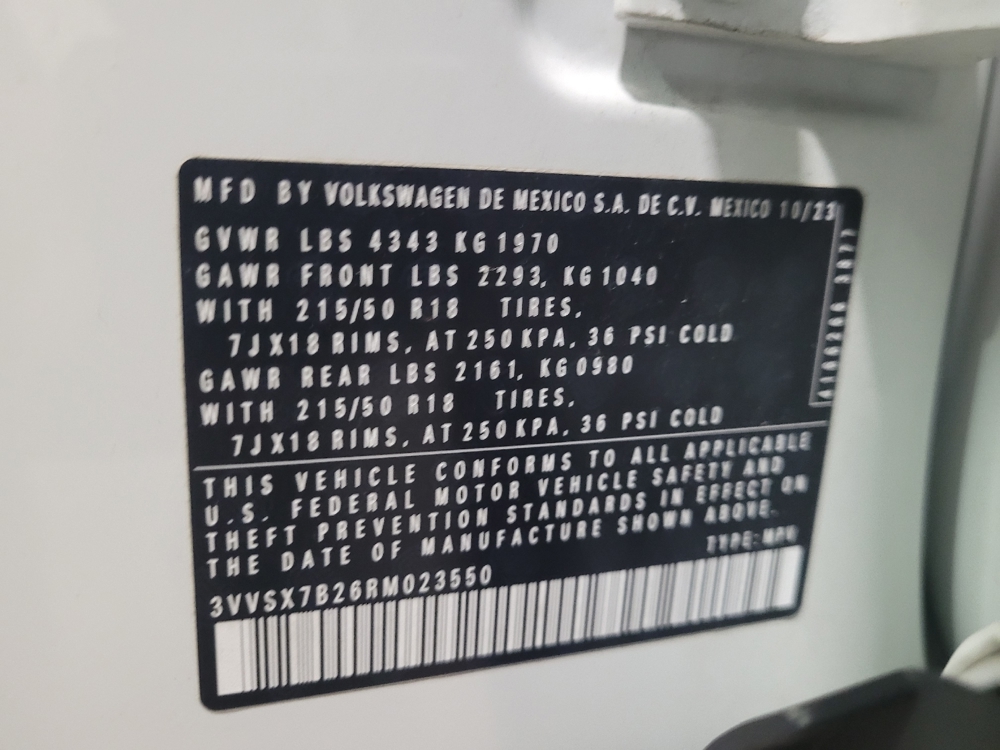 MFD BY VOLKSWAGEN DE MEXICO S.A. DE C.V. MEXICO 10/23
GVWR LBS 4343 KG 1970
GAWR FRONT LBS 2293, KG 1040
WITH 215/50 R18 TIRES,
7JX18 RIMS, AT 250 KPA, 36 PSI COLD
GAWR REAR LBS 2161, KG 0980
WITH 215/50 R18 TIRES,
7JX18 RIMS, AT 250 KPA, 36 PSI COLD
THIS VEHICLE CONFORMS TO ALL APPLICABLE
U.S. FEDERAL MOTOR VEHICLE SAFETY AND
THEFT PREVENTION STANDARDS IN EFFECT ON
THE DATE OF MANUFACTURE SHOWN ABOVE.
TYPE: MPV
3VVSX7B26RM023550